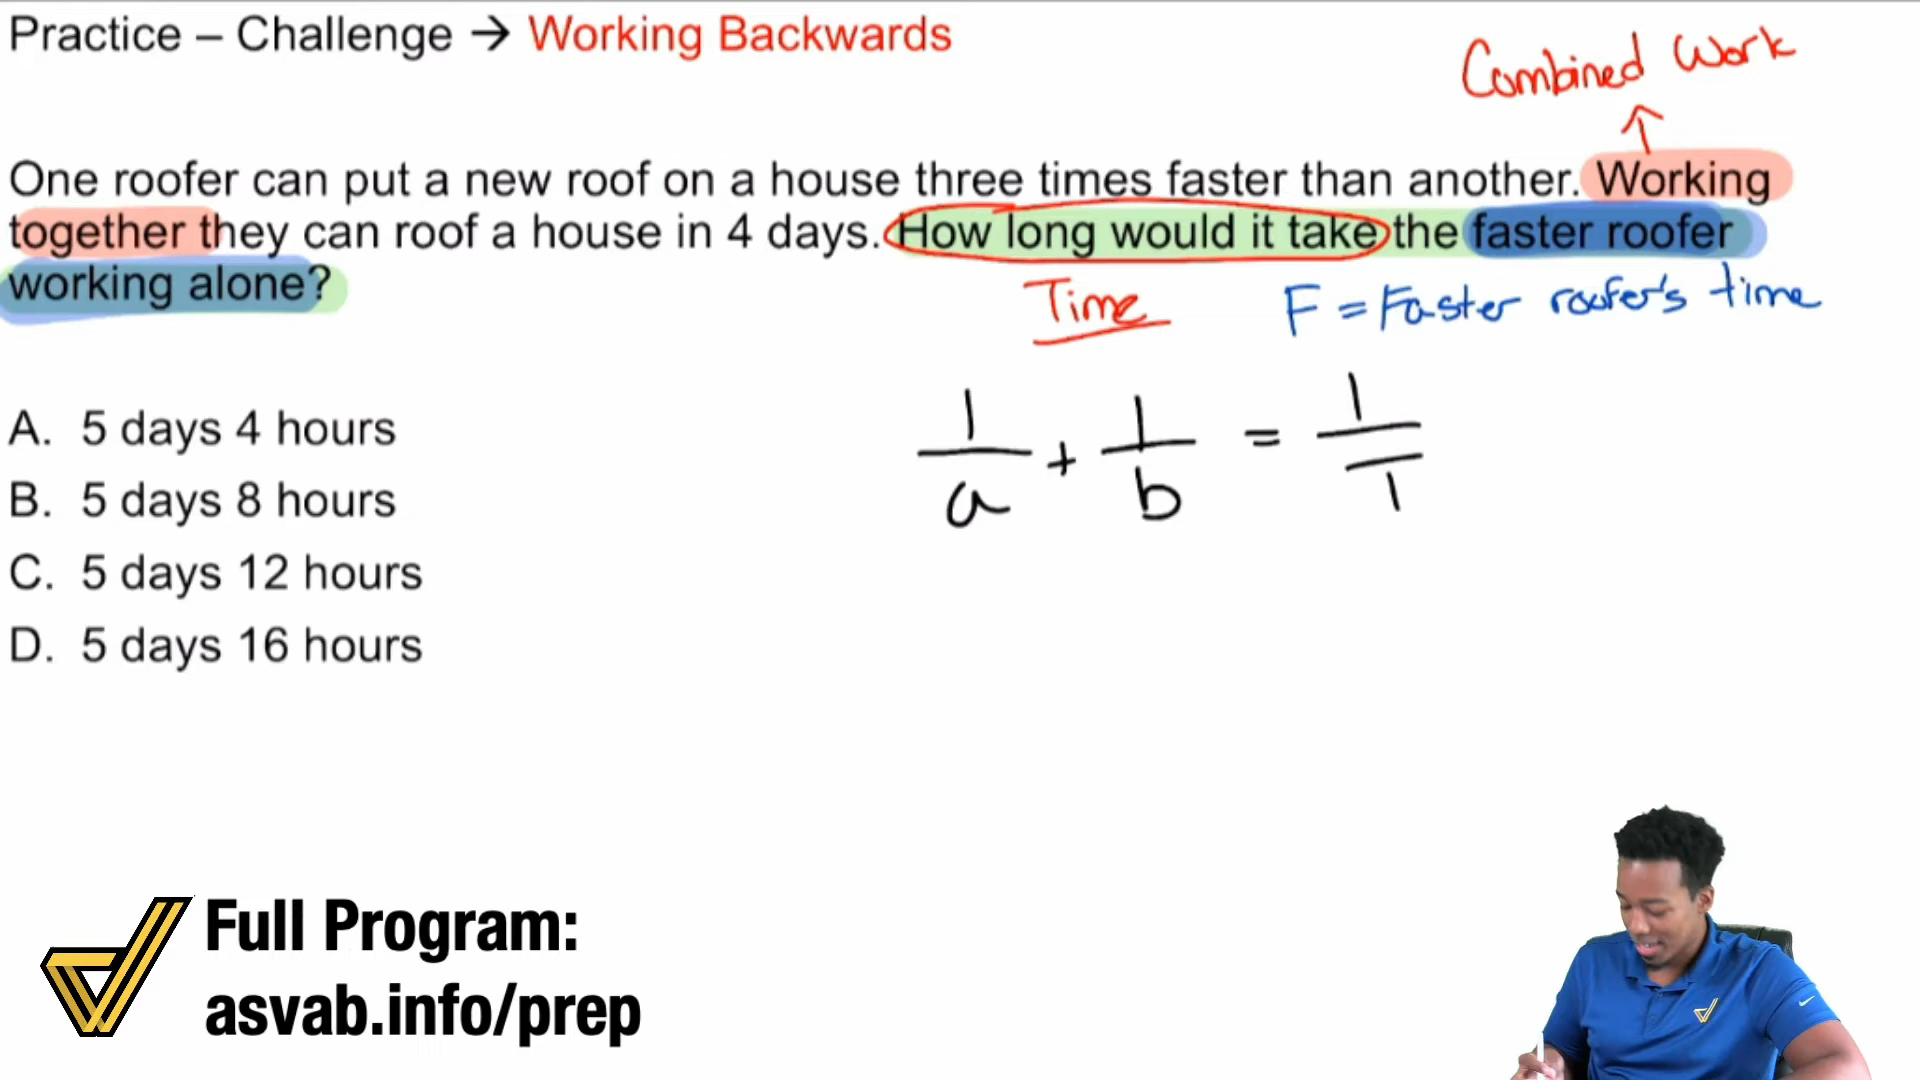 Practice – Challenge → Working Backwards
Combined Work
One roofer can put a new roof on a house three times faster than another. Working
together they can roof a house in 4 days. How long would it take the faster roofer
working alone?
Time
F = Faster roofer's time
1/a + 1/b = 1/T
A. 5 days 4 hours
B. 5 days 8 hours
C. 5 days 12 hours
D. 5 days 16 hours
Full Program:
asvab.info/prep